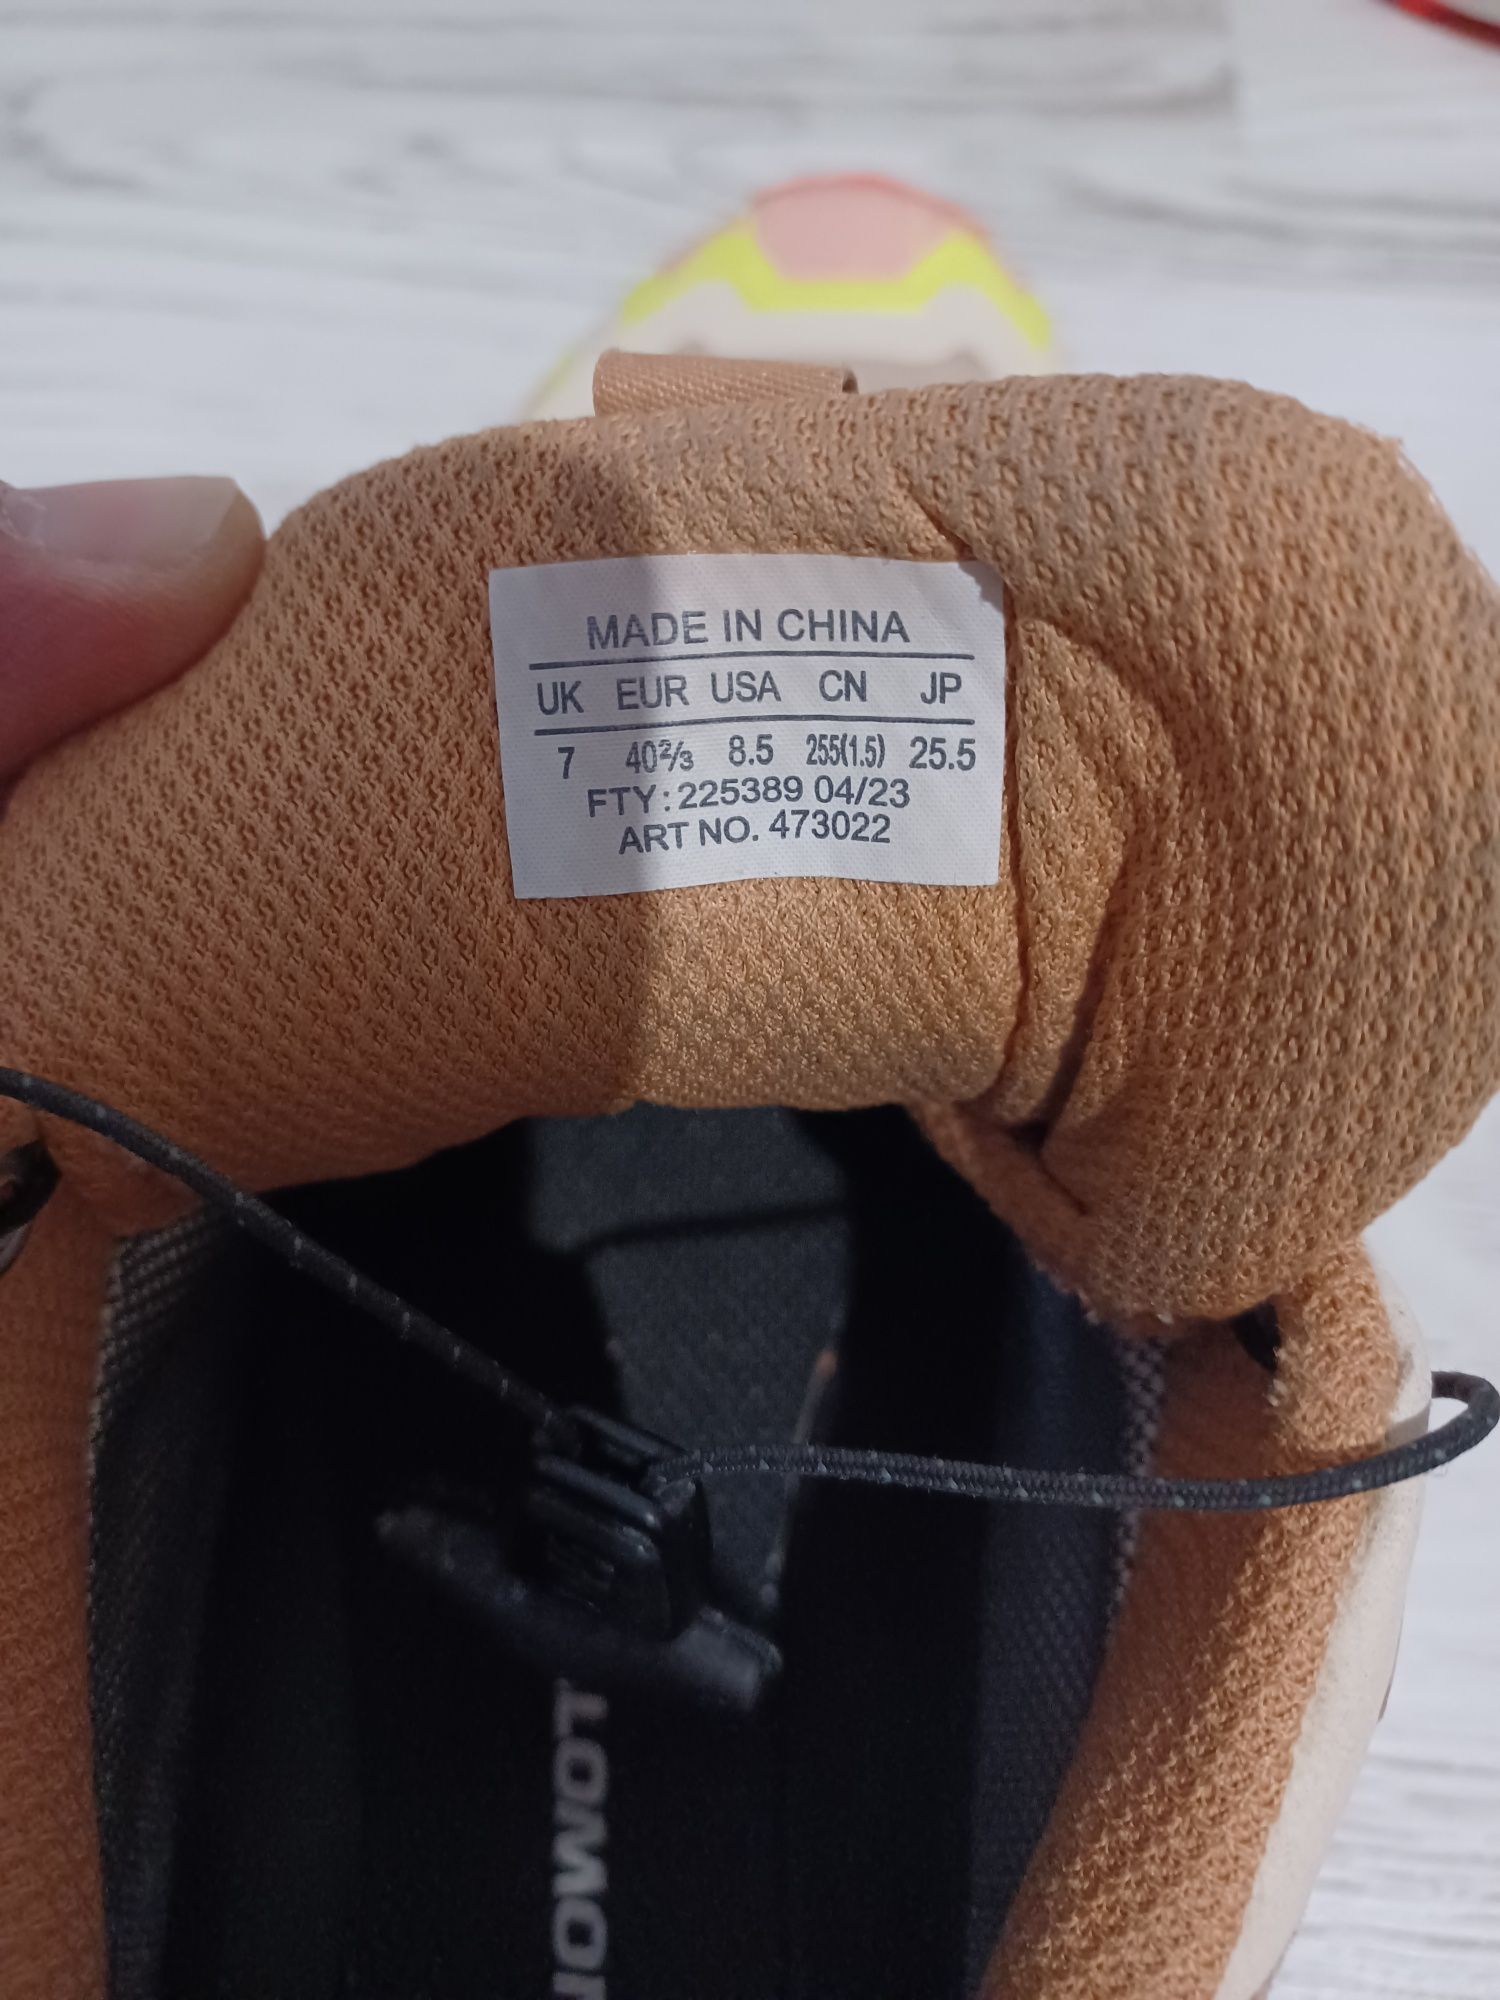 MADE IN CHINA
UK EUR USA CN JP
7 40⅔ 8.5 255(1.5) 25.5
FTY: 225389 04/23
ART NO. 473022